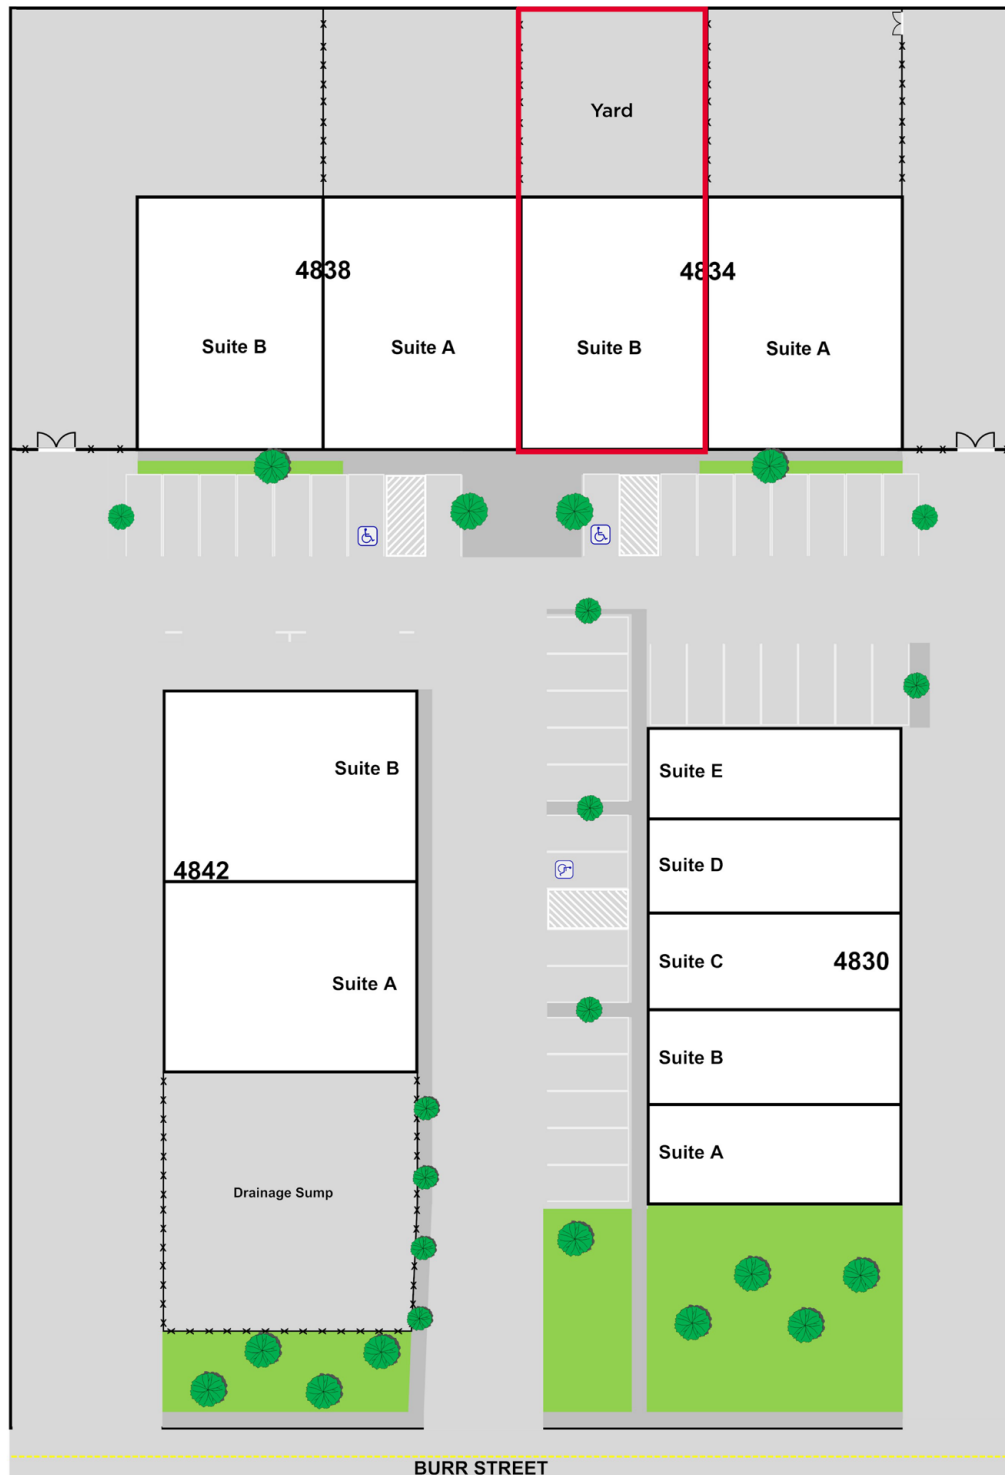 Yard
4838
4834
Suite B
Suite A
Suite B
Suite A
Suite B
4842
Suite A
Drainage Sump
Suite E
Suite D
Suite C
4830
Suite B
Suite A
BURR STREET